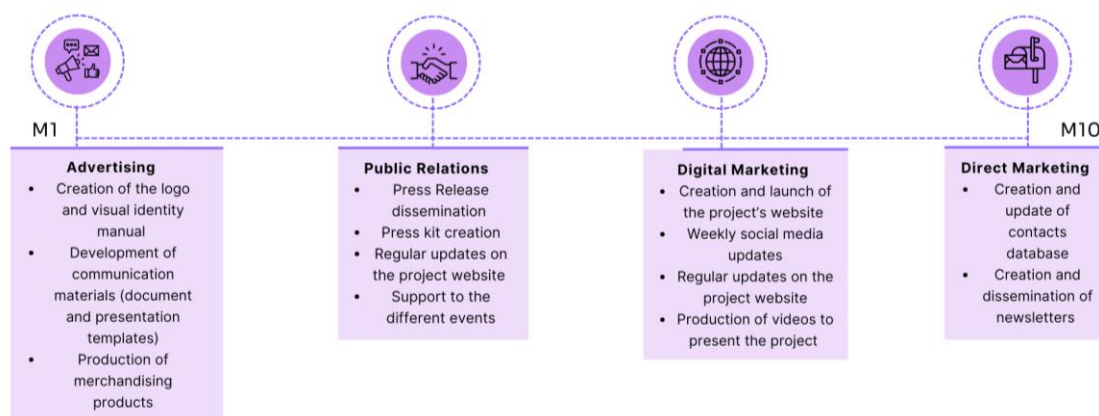 M1
M10
Advertising
• Creation of the logo
and visual identity
manual
• Development of
communication
materials (document
and presentation
templates)
• Production of
merchandising
products
Public Relations
• Press Release
dissemination
• Press kit creation
• Regular updates on
the project website
• Support to the
different events
Digital Marketing
• Creation and launch of
the project's website
• Weekly social media
updates
• Regular updates on the
project website
• Production of videos to
present the project
Direct Marketing
• Creation and
update of
contacts
database
• Creation and
dissemination of
newsletters